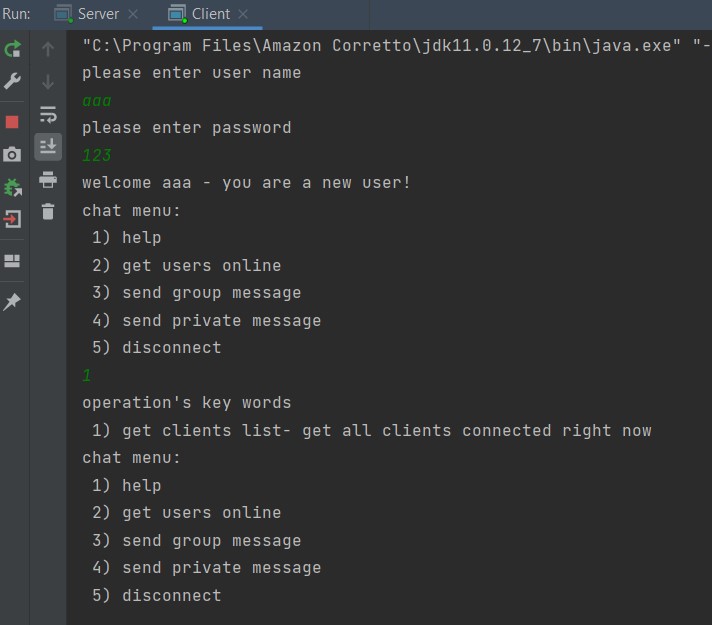 Run: Server × Client ×
"C:\Program Files\Amazon Corretto\jdk11.0.12_7\bin\java.exe" "-
please enter user name
aaa
please enter password
123
welcome aaa - you are a new user!
chat menu:
1) help
2) get users online
3) send group message
4) send private message
5) disconnect
1
operation's key words
1) get clients list- get all clients connected right now
chat menu:
1) help
2) get users online
3) send group message
4) send private message
5) disconnect